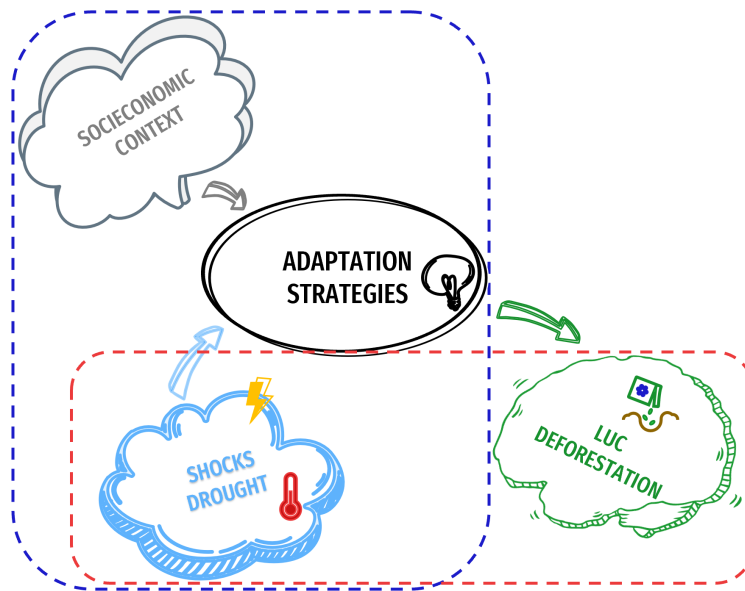 SOCIECONOMIC
CONTEXT
ADAPTATION
STRATEGIES
SHOCKS
DROUGHT
LUC
DEFORESTATION